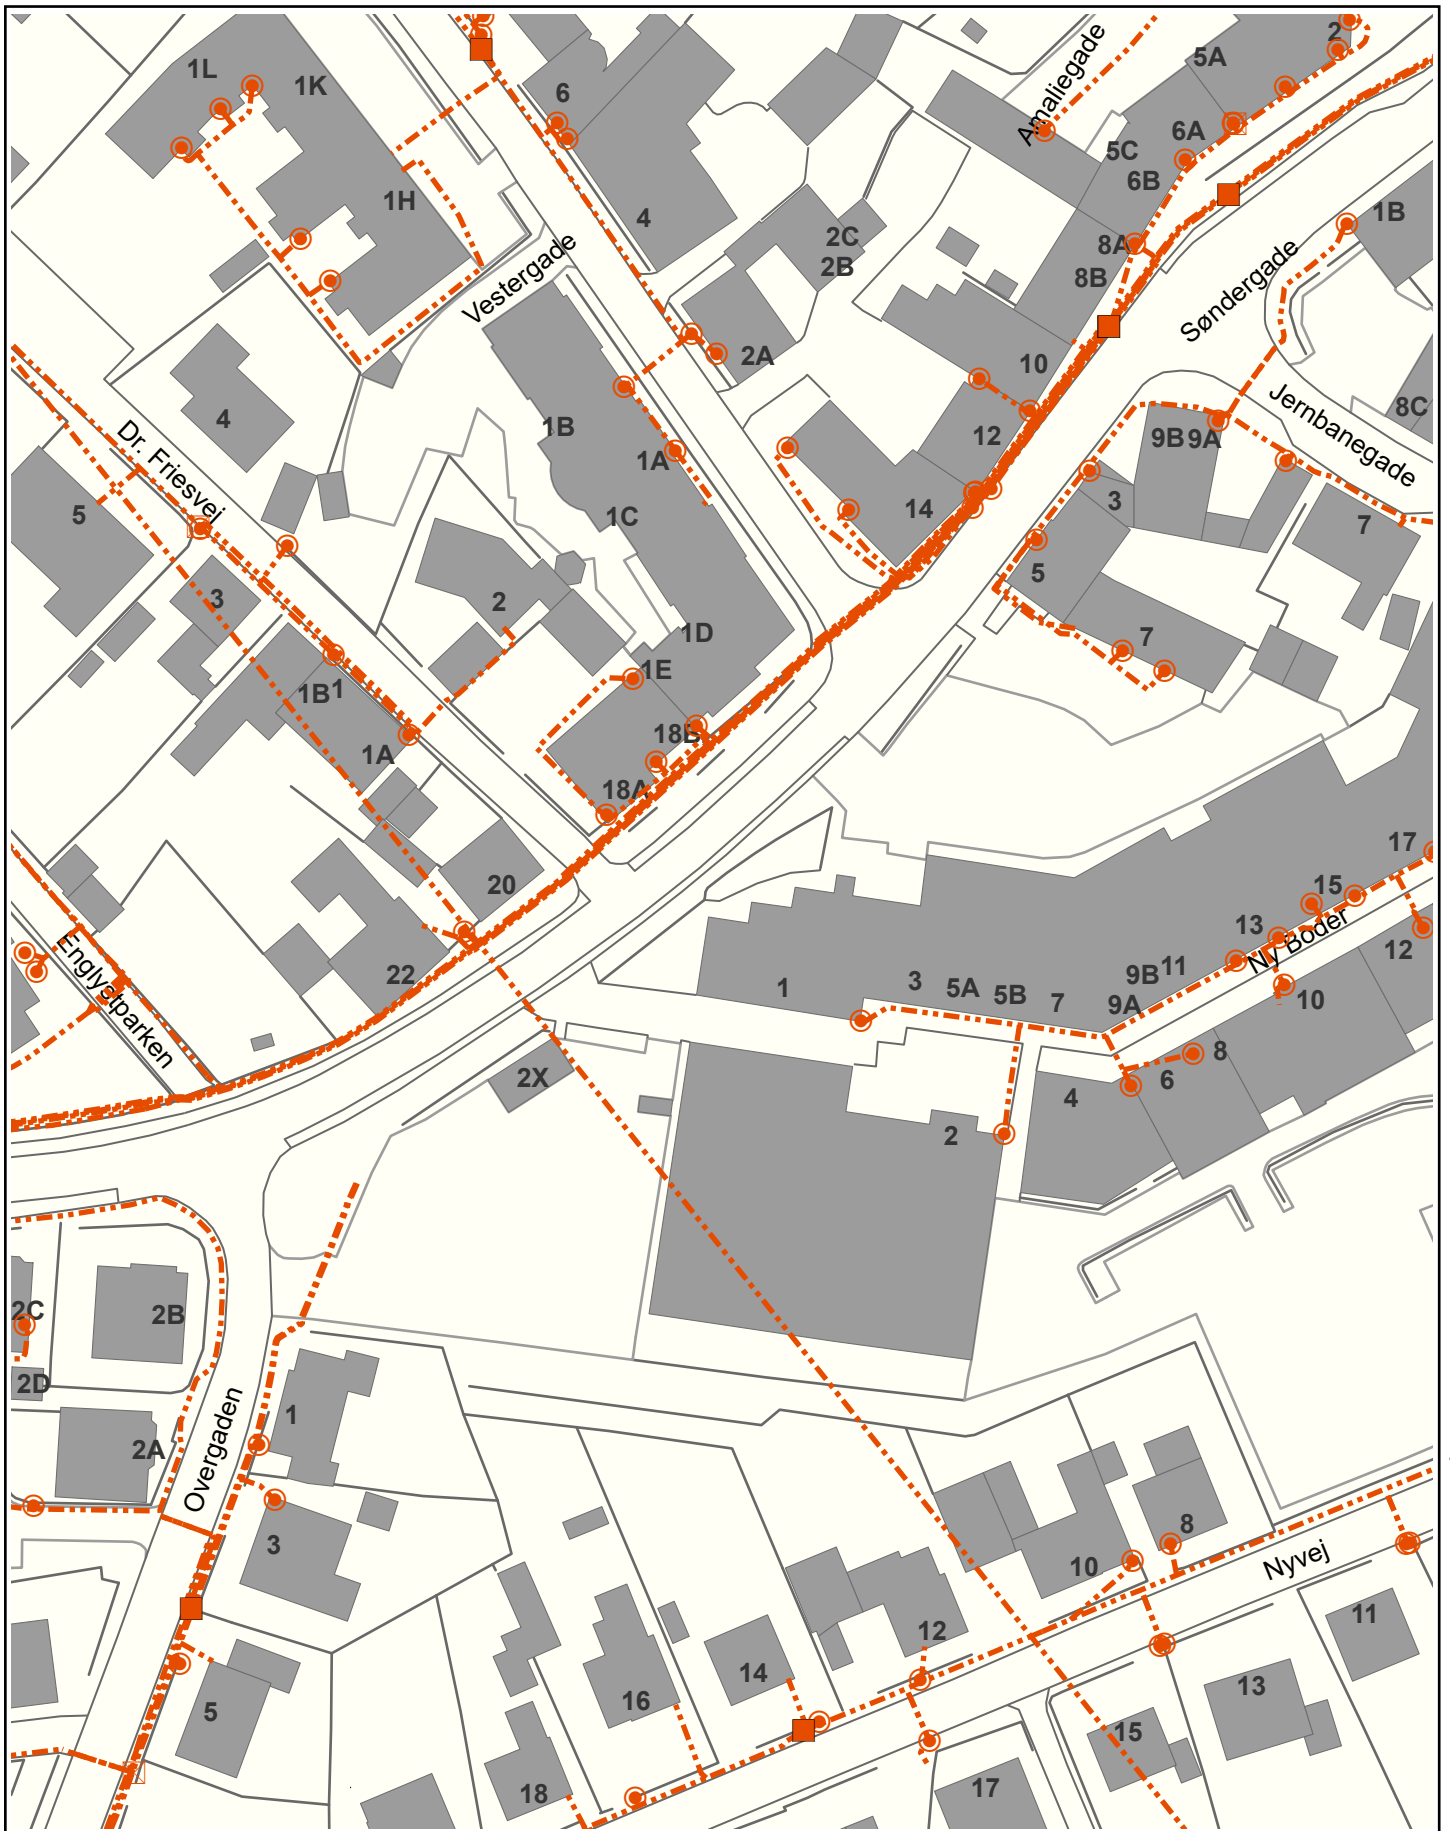 2
5A
1L
1K
6
Amaliegade
6A
5C
6B
1H
4
1B
2C
8A
2B
8B
Vestergade
Søndergade
2A
10
Jernbanegade
8C
4
1B
12
9B
9A
Dr. Friesvej
1A
3
5
1C
14
7
5
3
2
1D
7
1E
1B
1
18B
1A
18A
17
20
15
13
Ny Boder
12
Englystparken
22
9B
11
1
3
5A
5B
7
9A
10
8
2X
6
4
2
2C
2B
2D
1
2A
Overgaden
8
3
Nyvej
10
11
12
14
13
16
5
15
18
17